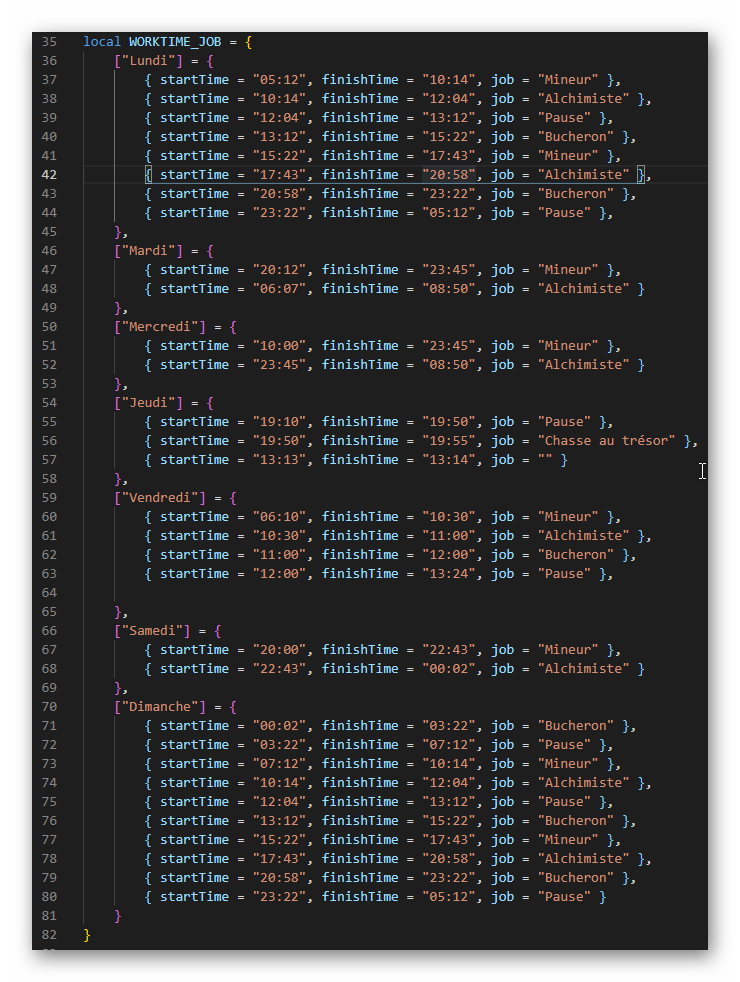 35 local WORKTIME_JOB = {
36 ["Lundi"] = {
37 { startTime = "05:12", finishTime = "10:14", job = "Mineur" },
38 { startTime = "10:14", finishTime = "12:04", job = "Alchimiste" },
39 { startTime = "12:04", finishTime = "13:12", job = "Pause" },
40 { startTime = "13:12", finishTime = "15:22", job = "Bucheron" },
41 { startTime = "15:22", finishTime = "17:43", job = "Mineur" },
42 { startTime = "17:43", finishTime = "20:58", job = "Alchimiste" },
43 { startTime = "20:58", finishTime = "23:22", job = "Bucheron" },
44 { startTime = "23:22", finishTime = "05:12", job = "Pause" },
45 },
46 ["Mardi"] = {
47 { startTime = "20:12", finishTime = "23:45", job = "Mineur" },
48 { startTime = "06:07", finishTime = "08:50", job = "Alchimiste" }
49 },
50 ["Mercredi"] = {
51 { startTime = "10:00", finishTime = "23:45", job = "Mineur" },
52 { startTime = "23:45", finishTime = "08:50", job = "Alchimiste" }
53 },
54 ["Jeudi"] = {
55 { startTime = "19:10", finishTime = "19:50", job = "Pause" },
56 { startTime = "19:50", finishTime = "19:55", job = "Chasse au trésor" },
57 { startTime = "13:13", finishTime = "13:14", job = "" }
58 },
59 ["Vendredi"] = {
60 { startTime = "06:10", finishTime = "10:30", job = "Mineur" },
61 { startTime = "10:30", finishTime = "11:00", job = "Alchimiste" },
62 { startTime = "11:00", finishTime = "12:00", job = "Bucheron" },
63 { startTime = "12:00", finishTime = "13:24", job = "Pause" },
64
65 },
66 ["Samedi"] = {
67 { startTime = "20:00", finishTime = "22:43", job = "Mineur" },
68 { startTime = "22:43", finishTime = "00:02", job = "Alchimiste" }
69 },
70 ["Dimanche"] = {
71 { startTime = "00:02", finishTime = "03:22", job = "Bucheron" },
72 { startTime = "03:22", finishTime = "07:12", job = "Pause" },
73 { startTime = "07:12", finishTime = "10:14", job = "Mineur" },
74 { startTime = "10:14", finishTime = "12:04", job = "Alchimiste" },
75 { startTime = "12:04", finishTime = "13:12", job = "Pause" },
76 { startTime = "13:12", finishTime = "15:22", job = "Bucheron" },
77 { startTime = "15:22", finishTime = "17:43", job = "Mineur" },
78 { startTime = "17:43", finishTime = "20:58", job = "Alchimiste" },
79 { startTime = "20:58", finishTime = "23:22", job = "Bucheron" },
80 { startTime = "23:22", finishTime = "05:12", job = "Pause" }
81 }
82 }